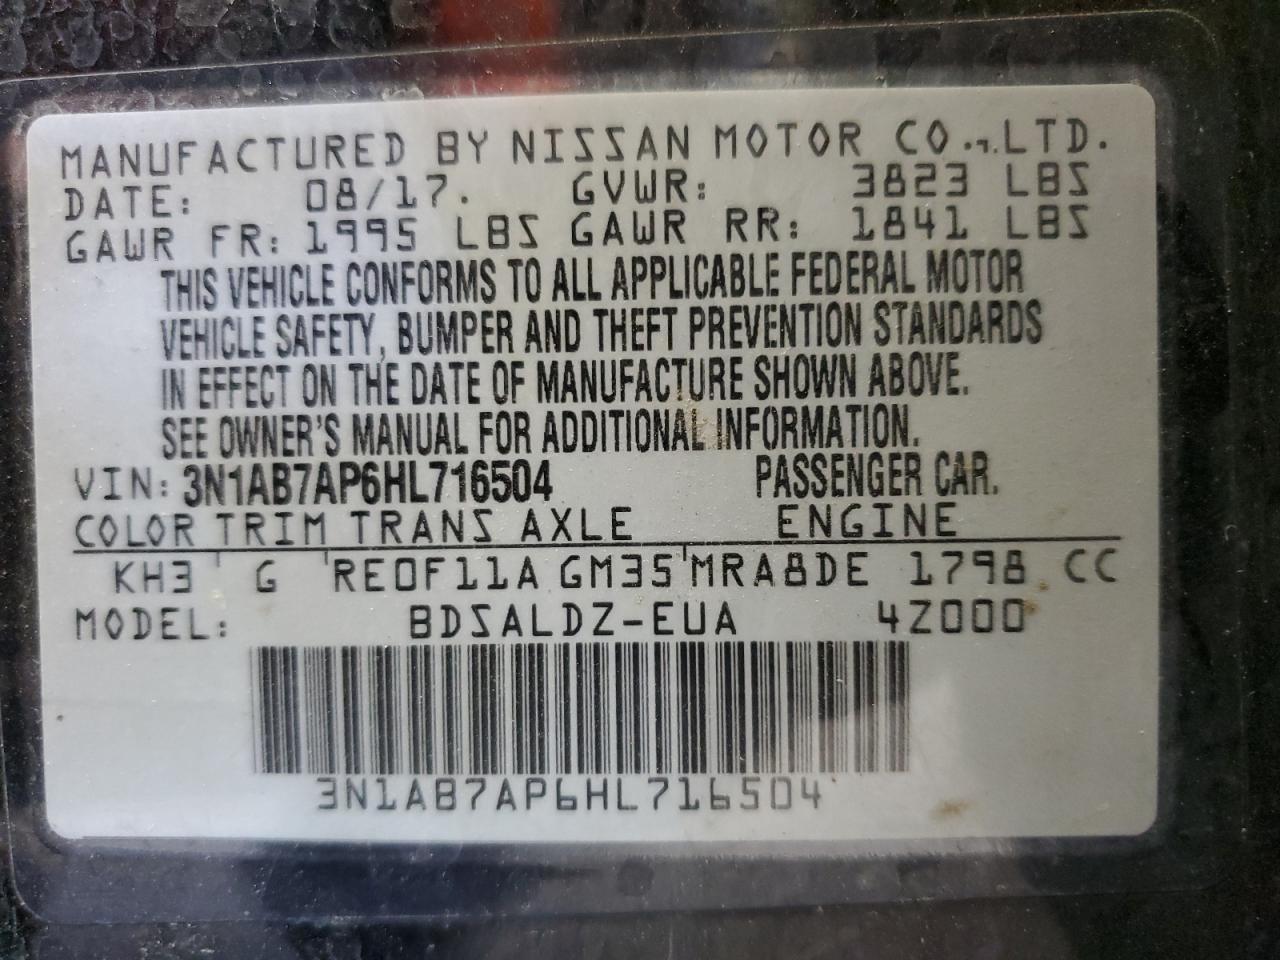 MANUFACTURED BY NISSAN MOTOR CO.,LTD.
DATE: 08/17. GVWR: 3823 LBS
GAWR FR: 1995 LBS GAWR RR: 1841 LBS
THIS VEHICLE CONFORMS TO ALL APPLICABLE FEDERAL MOTOR
VEHICLE SAFETY, BUMPER AND THEFT PREVENTION STANDARDS
IN EFFECT ON THE DATE OF MANUFACTURE SHOWN ABOVE.
SEE OWNER'S MANUAL FOR ADDITIONAL INFORMATION.
VIN: 3N1AB7AP6HL716504 PASSENGER CAR.
COLOR TRIM TRANS AXLE ENGINE
KH3 G RE0F11A GM35 MRA8DE 1798 CC
MODEL: BDSALDZ-EUA 4Z000
3N1AB7AP6HL716504